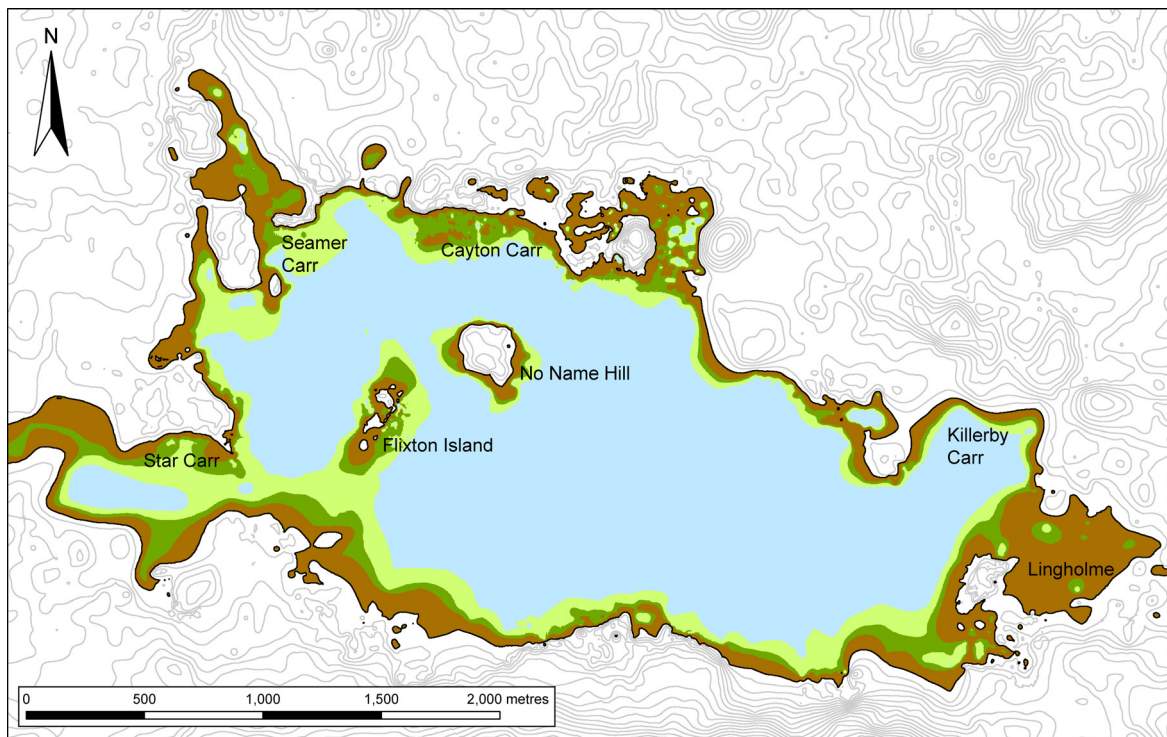 N
Seamer
Carr
Cayton Carr
No Name Hill
Flixton Island
Star Carr
Killerby
Carr
Lingholme
0 500 1,000 1,500 2,000 metres